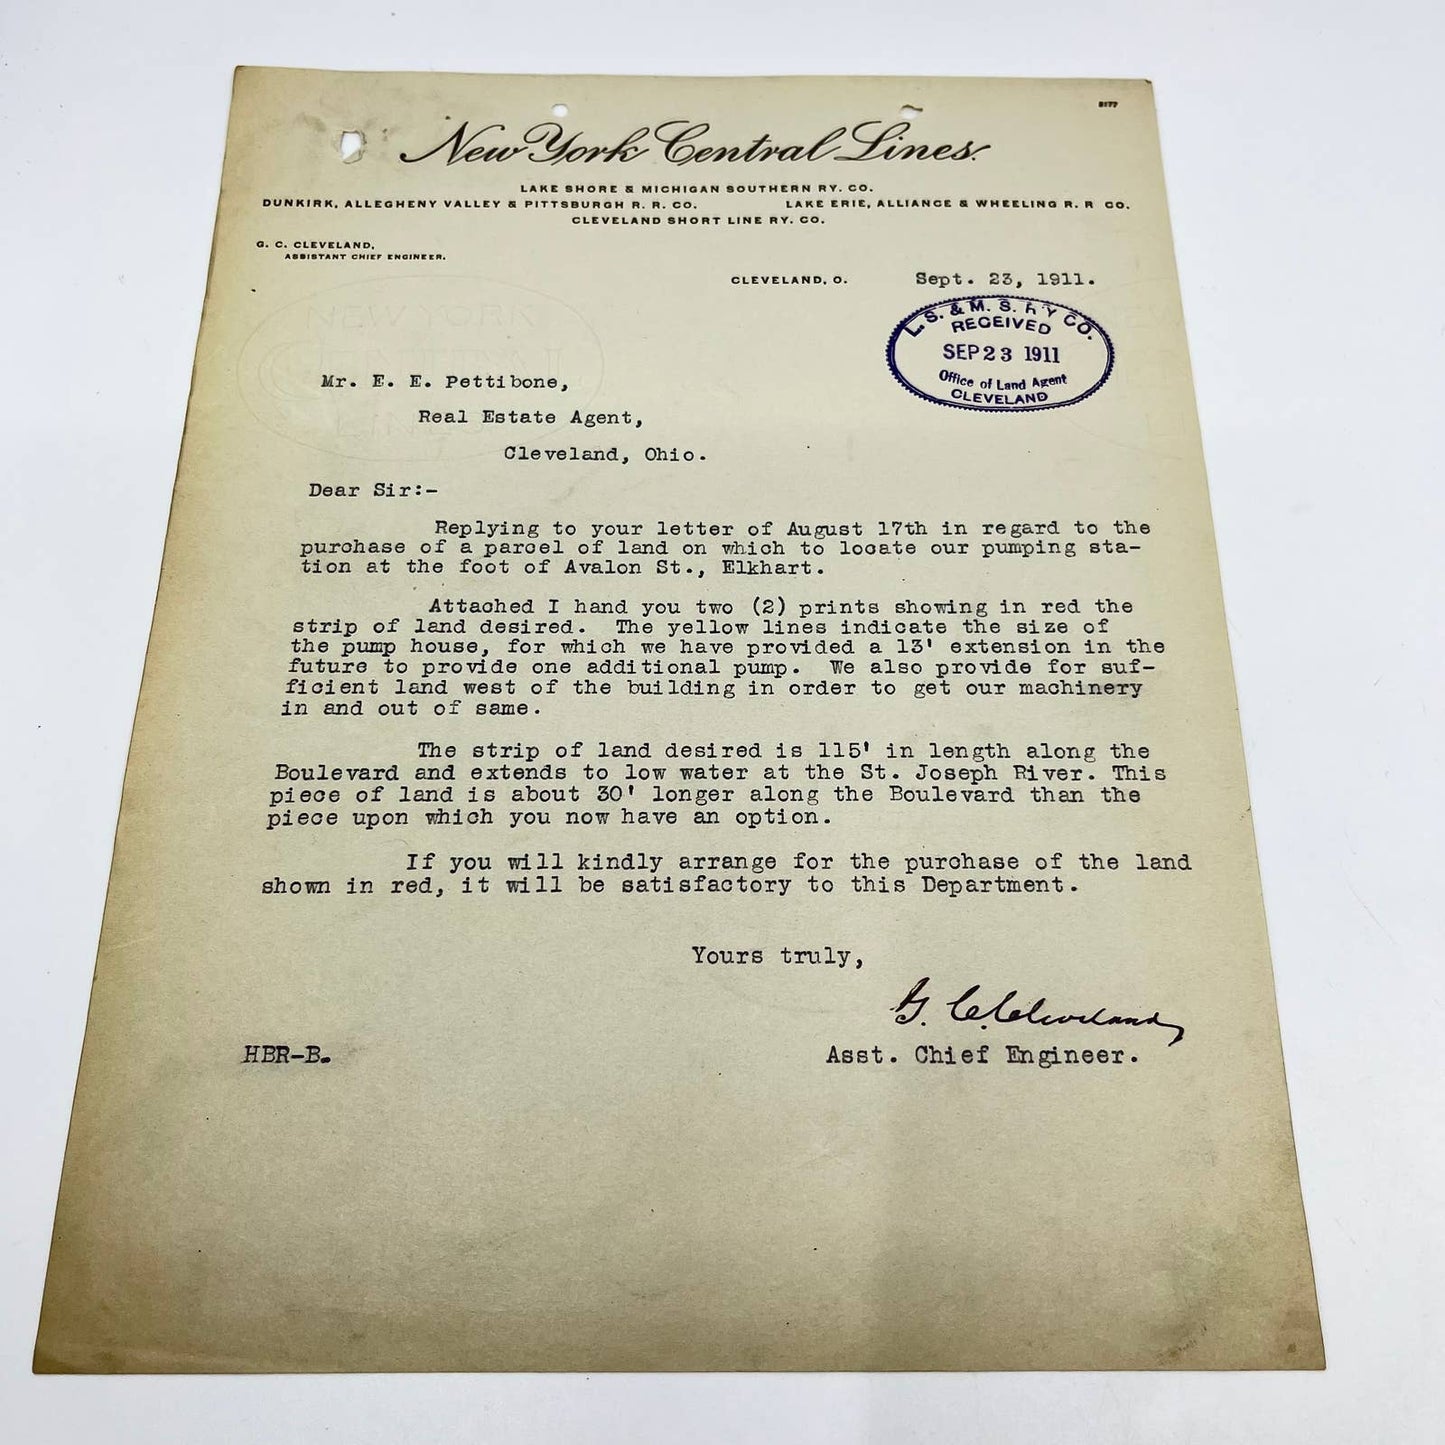 5177
New York Central Lines.
LAKE SHORE & MICHIGAN SOUTHERN RY. CO.
DUNKIRK, ALLEGHENY VALLEY & PITTSBURGH R. R. CO. LAKE ERIE, ALLIANCE & WHEELING R. R CO.
CLEVELAND SHORT LINE RY. CO.
G. C. CLEVELAND,
ASSISTANT CHIEF ENGINEER.
CLEVELAND, O. Sept. 23, 1911.
L. S. & M. S. RY CO.
RECEIVED
SEP 23 1911
Office of Land Agent
CLEVELAND
Mr. E. E. Pettibone,
Real Estate Agent,
Cleveland, Ohio.
Dear Sir:-
Replying to your letter of August 17th in regard to the
purchase of a parcel of land on which to locate our pumping sta-
tion at the foot of Avalon St., Elkhart.
Attached I hand you two (2) prints showing in red the
strip of land desired. The yellow lines indicate the size of
the pump house, for which we have provided a 13' extension in the
future to provide one additional pump. We also provide for suf-
ficient land west of the building in order to get our machinery
in and out of same.
The strip of land desired is 115' in length along the
Boulevard and extends to low water at the St. Joseph River. This
piece of land is about 30' longer along the Boulevard than the
piece upon which you now have an option.
If you will kindly arrange for the purchase of the land
shown in red, it will be satisfactory to this Department.
Yours truly,
G. C. Cleveland
HBR-B. Asst. Chief Engineer.